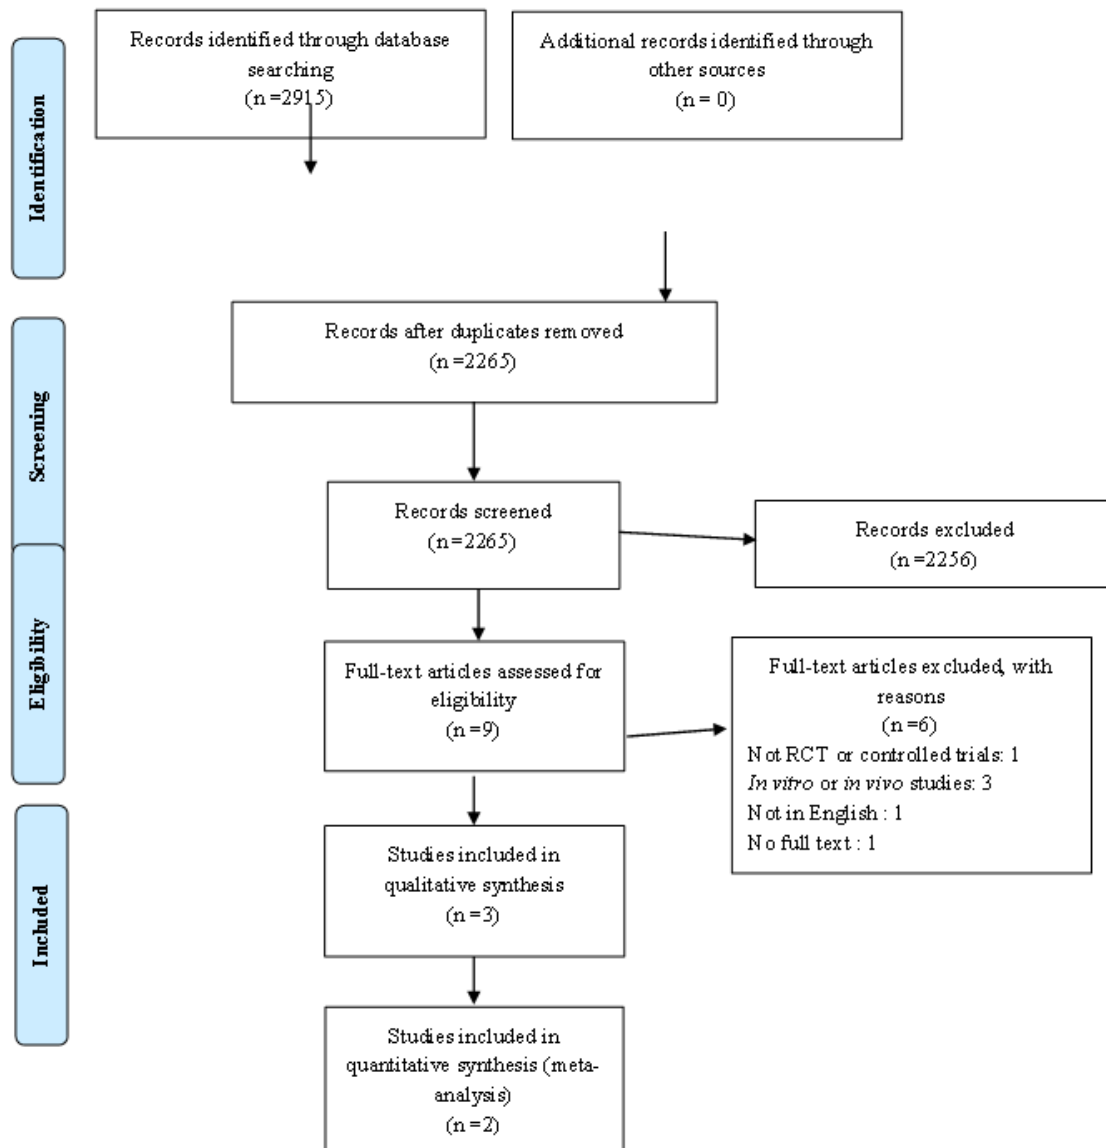 Records identified through database
searching
(n =2915)
Additional records identified through
other sources
(n = 0)
Identification
Records after duplicates removed
(n =2265)
Screening
Records screened
(n =2265)
Records excluded
(n =2256)
Eligibility
Full-text articles assessed for
eligibility
(n =9)
Full-text articles excluded, with
reasons
(n =6)
Not RCT or controlled trials: 1
In vitro or in vivo studies: 3
Not in English : 1
No full text : 1
Included
Studies included in
qualitative synthesis
(n =3)
Studies included in
quantitative synthesis (meta-
analysis)
(n =2)